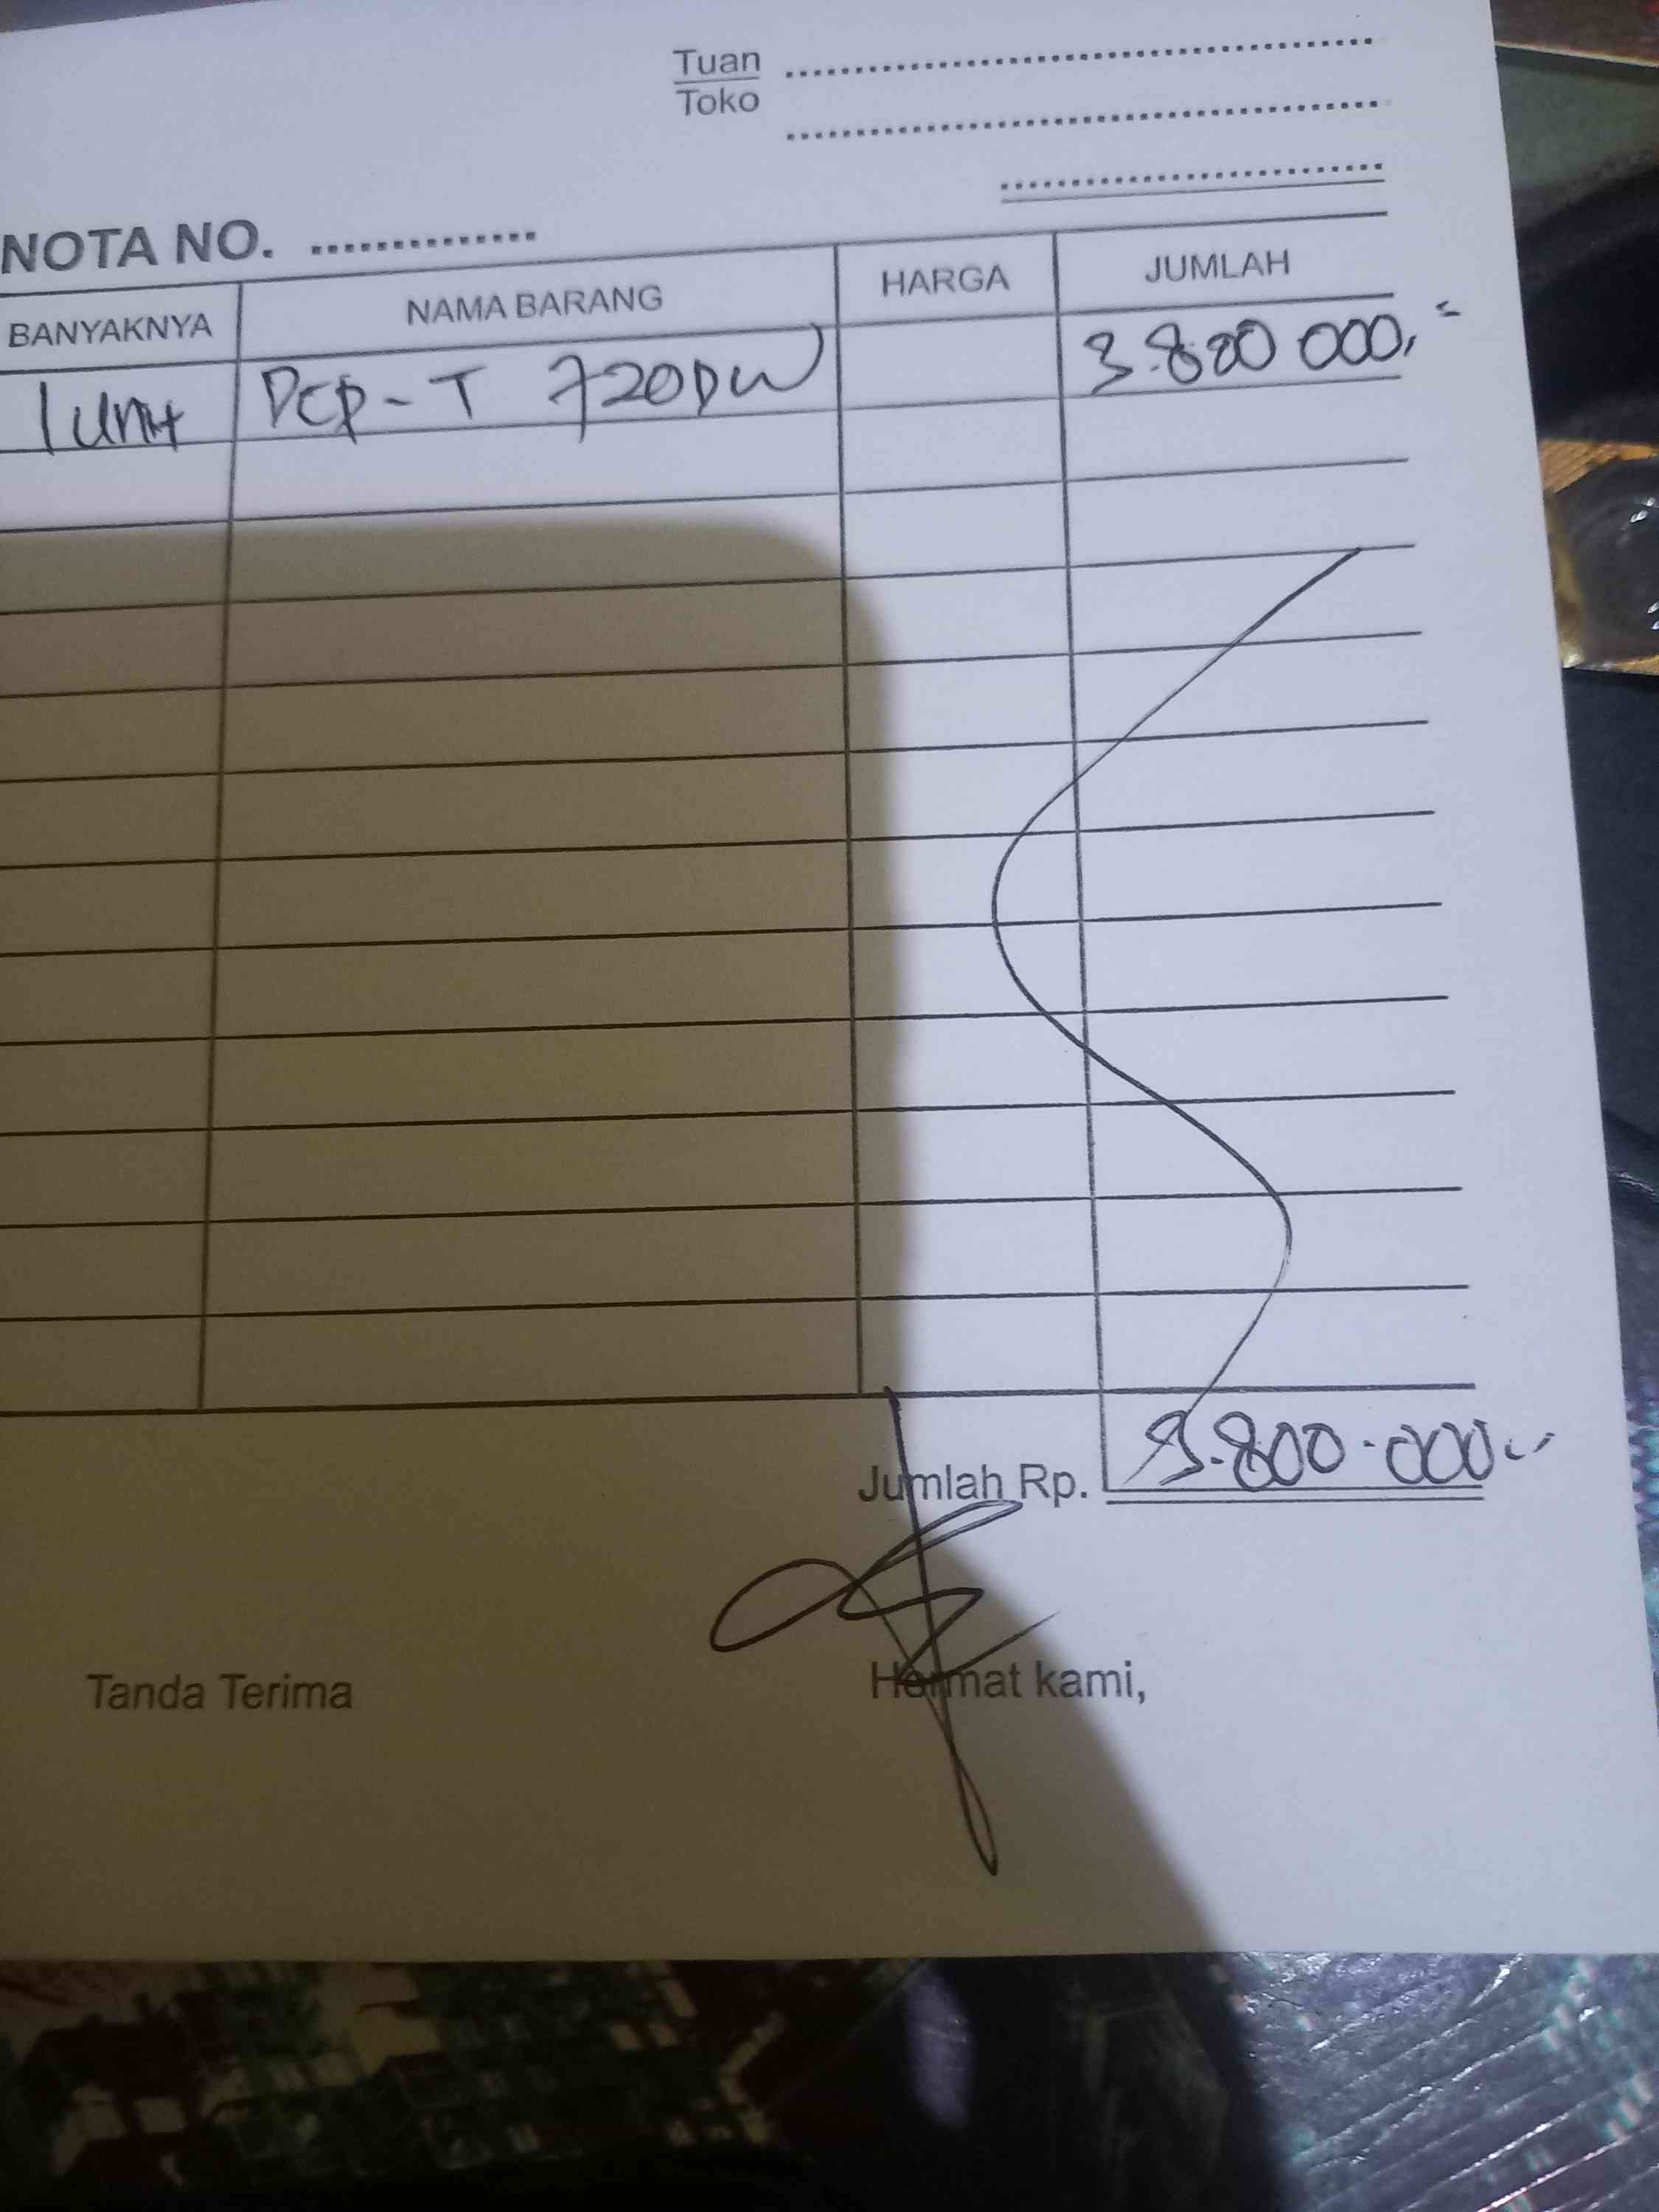 Tuan
Toko
NOTA NO. ..............
BANYAKNYA NAMA BARANG HARGA JUMLAH
1 Unit DCP-T 720DW 3.800 000,-
Jumlah Rp. 3.800.000.-
Tanda Terima Hormat kami,